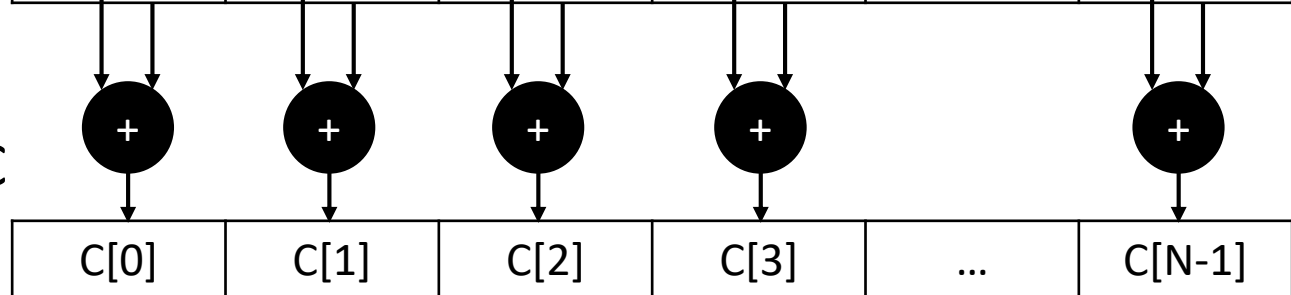 + + + + +
C[0] C[1] C[2] C[3] ... C[N-1]